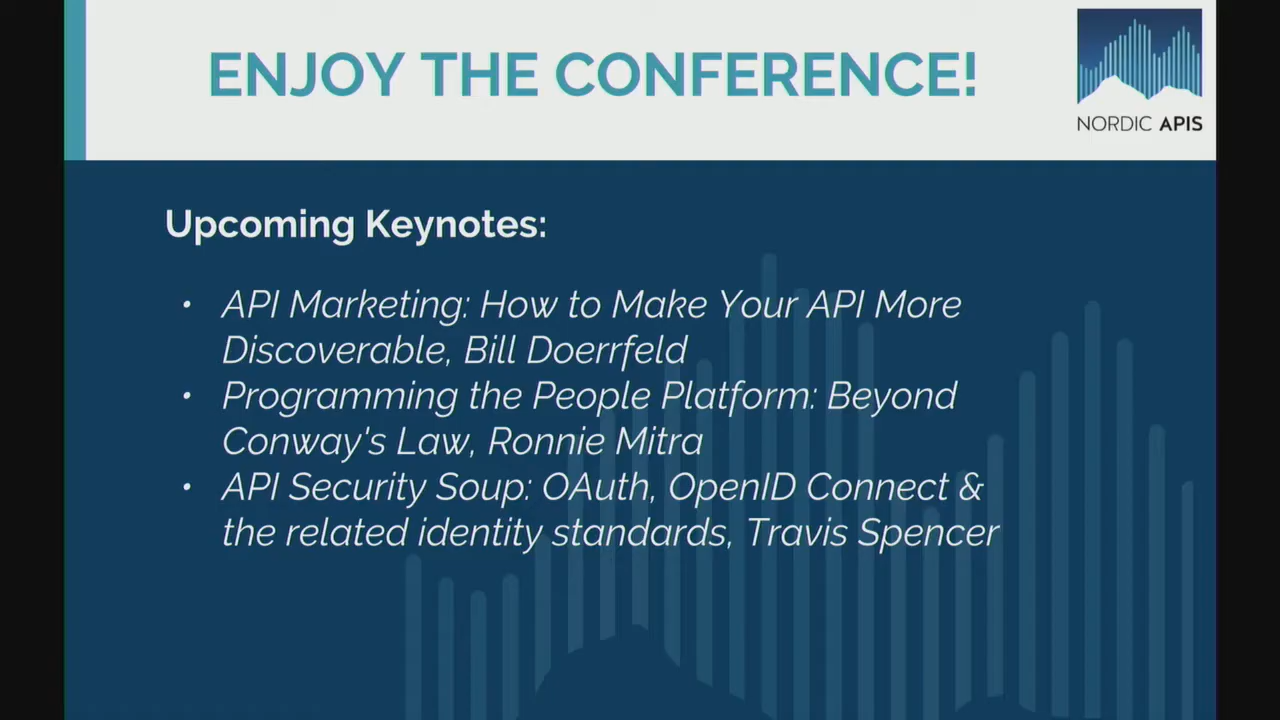 ENJOY THE CONFERENCE!
NORDIC APIS
Upcoming Keynotes:
• API Marketing: How to Make Your API More
Discoverable, Bill Doerrfeld
• Programming the People Platform: Beyond
Conway's Law, Ronnie Mitra
• API Security Soup: OAuth, OpenID Connect &
the related identity standards, Travis Spencer